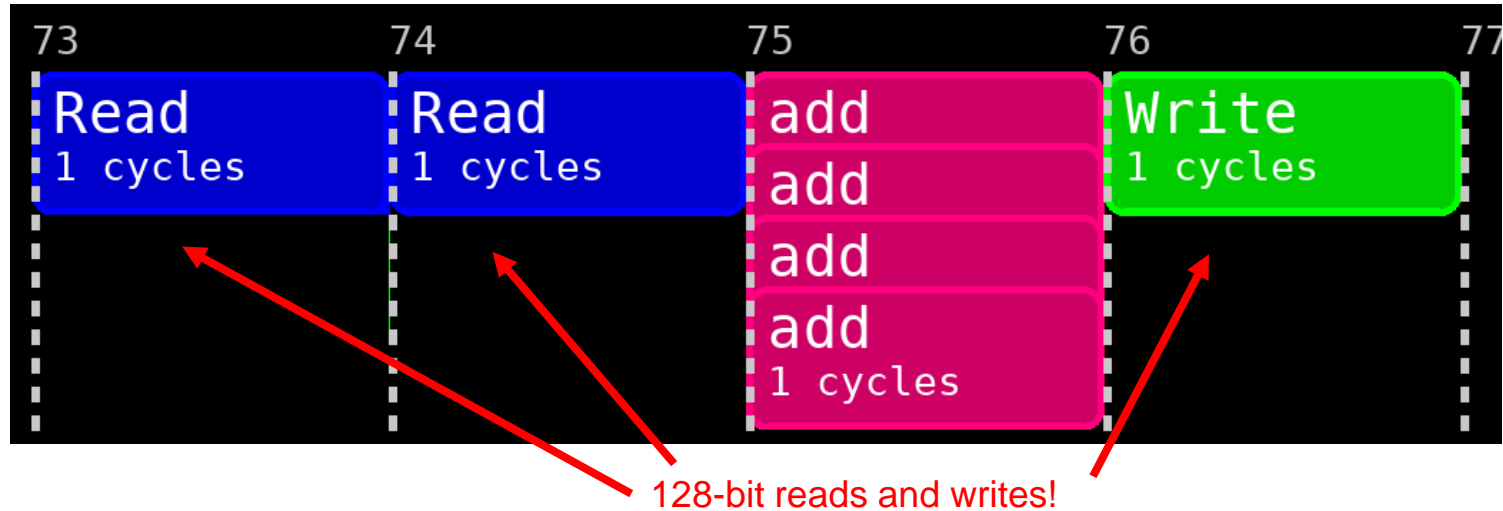 73 74 75 76 77
Read Read add Write
1 cycles 1 cycles add 1 cycles
add
add
1 cycles
128-bit reads and writes!